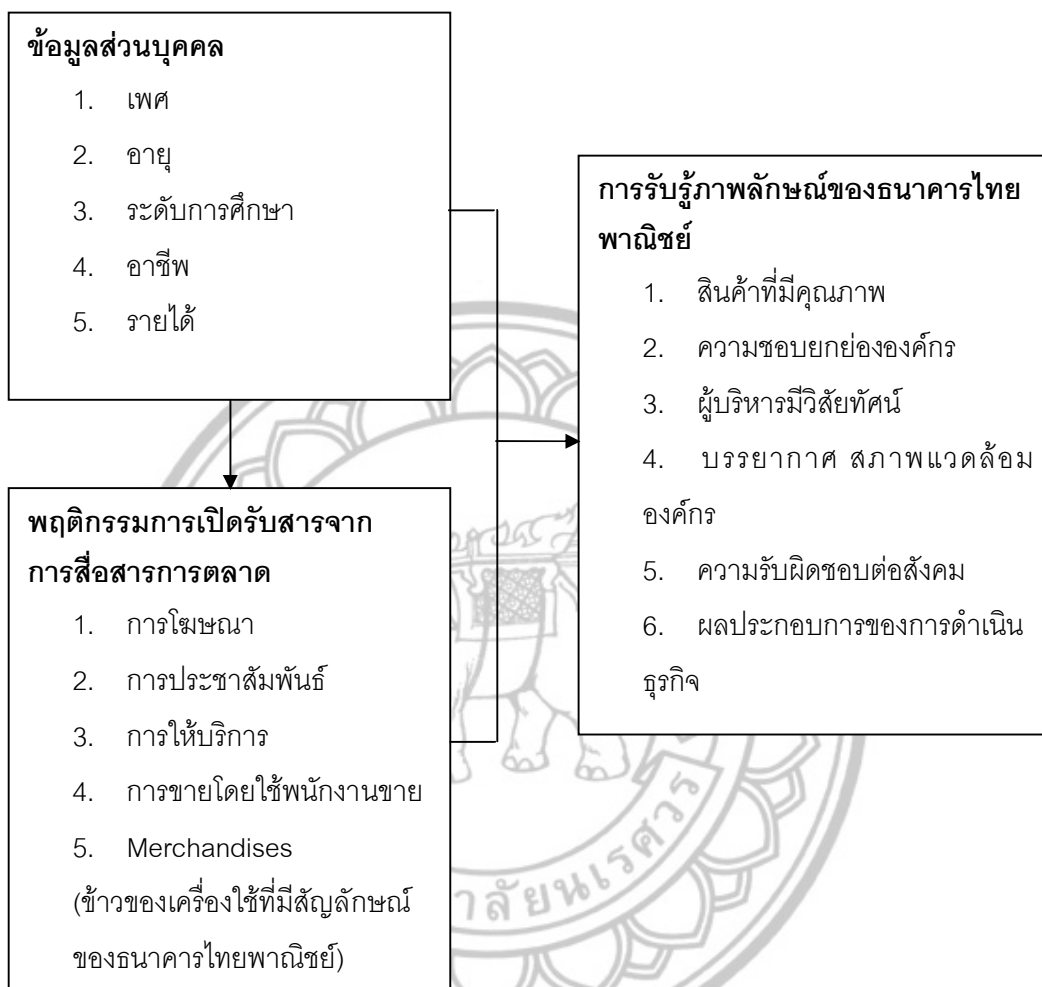 ข้อมูลส่วนบุคคล
1. เพศ
2. อายุ
3. ระดับการศึกษา
4. อาชีพ
5. รายได้
พฤติกรรมการเปิดรับสารจาก
การสื่อสารการตลาด
1. การโฆษณา
2. การประชาสัมพันธ์
3. การให้บริการ
4. การขายโดยใช้พนักงานขาย
5. Merchandises
(ข้าวของเครื่องใช้ที่มีสัญลักษณ์
ของธนาคารไทยพาณิชย์)
การรับรู้ภาพลักษณ์ของธนาคารไทย
พาณิชย์
1. สินค้าที่มีคุณภาพ
2. ความชอบยกย่ององค์กร
3. ผู้บริหารมีวิสัยทัศน์
4. บรรยากาศ สภาพแวดล้อม
องค์กร
5. ความรับผิดชอบต่อสังคม
6. ผลประกอบการของการดำเนิน
ธุรกิจ
าลัยนเรศวร